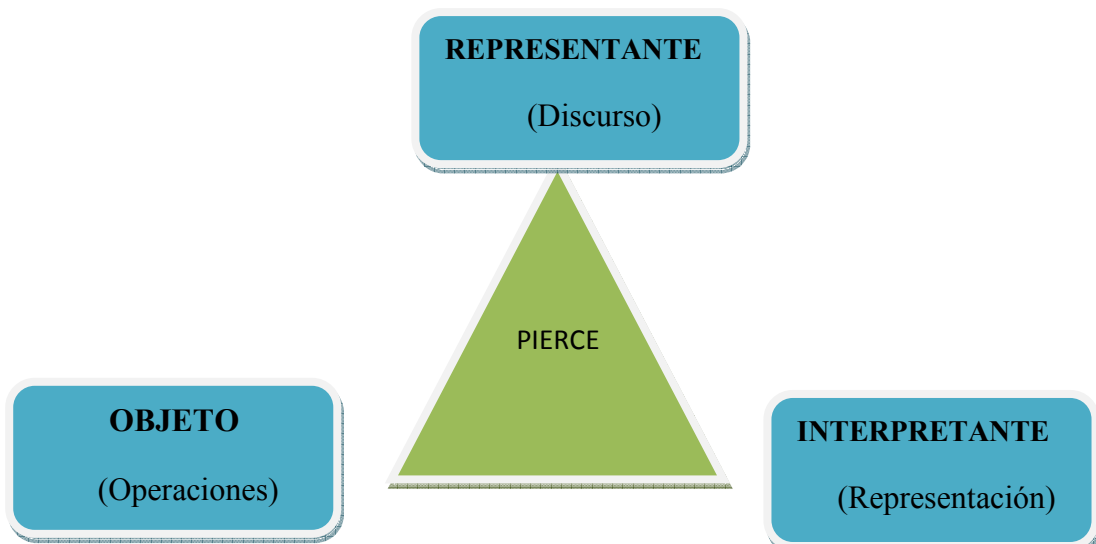 REPRESENTANTE
(Discurso)
PIERCE
OBJETO
(Operaciones)
INTERPRETANTE
(Representación)